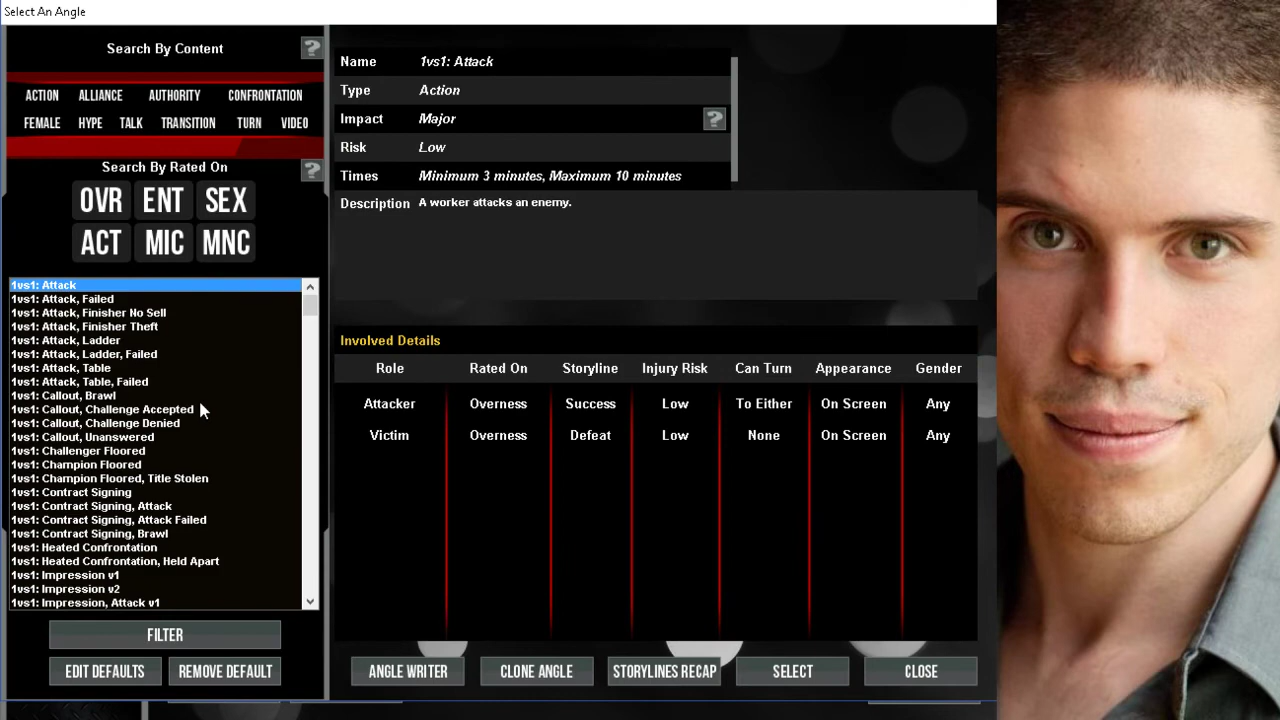 Select An Angle
Search By Content
?
ACTION ALLIANCE AUTHORITY CONFRONTATION
FEMALE HYPE TALK TRANSITION TURN VIDEO
Search By Rated On
?
OVR ENT SEX
ACT MIC MNC
1vs1: Attack
1vs1: Attack, Failed
1vs1: Attack, Finisher No Sell
1vs1: Attack, Finisher Theft
1vs1: Attack, Ladder
1vs1: Attack, Ladder, Failed
1vs1: Attack, Table
1vs1: Attack, Table, Failed
1vs1: Callout, Brawl
1vs1: Callout, Challenge Accepted
1vs1: Callout, Challenge Denied
1vs1: Callout, Unanswered
1vs1: Challenger Floored
1vs1: Champion Floored
1vs1: Champion Floored, Title Stolen
1vs1: Contract Signing
1vs1: Contract Signing, Attack
1vs1: Contract Signing, Attack Failed
1vs1: Contract Signing, Brawl
1vs1: Heated Confrontation
1vs1: Heated Confrontation, Held Apart
1vs1: Impression v1
1vs1: Impression v2
1vs1: Impression, Attack v1
FILTER
EDIT DEFAULTS REMOVE DEFAULT
Name 1vs1: Attack
Type Action
Impact Major ?
Risk Low
Times Minimum 3 minutes, Maximum 10 minutes
Description A worker attacks an enemy.
Involved Details
Role Rated On Storyline Injury Risk Can Turn Appearance Gender
Attacker Overness Success Low To Either On Screen Any
Victim Overness Defeat Low None On Screen Any
ANGLE WRITER CLONE ANGLE STORYLINES RECAP SELECT CLOSE